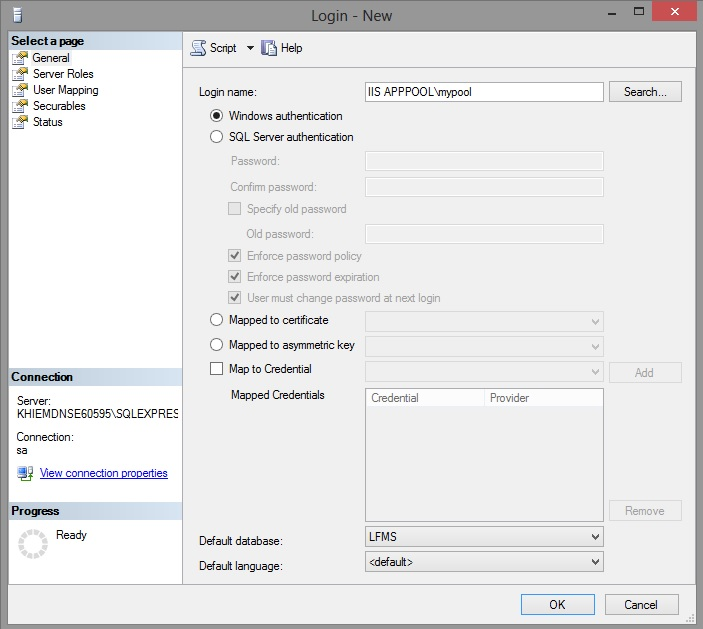 Login - New
Select a page
General
Server Roles
User Mapping
Securables
Status
Script
Help
Login name:
IIS APPPOOL\mypool
Search...
Windows authentication
SQL Server authentication
Password:
Confirm password:
Specify old password
Old password:
Enforce password policy
Enforce password expiration
User must change password at next login
Mapped to certificate
Mapped to asymmetric key
Map to Credential
Add
Mapped Credentials
Credential
Provider
Remove
Default database:
LFMS
Default language:
<default>
Connection
Server:
KHIEMDNSE60595\SQLEXPRES
Connection:
sa
View connection properties
Progress
Ready
OK
Cancel